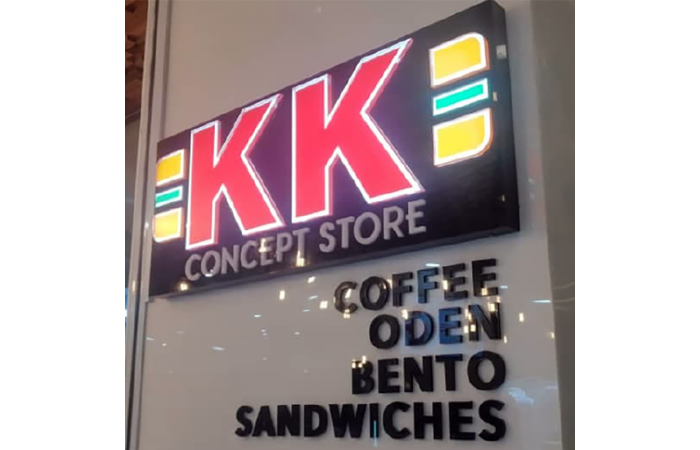 KK
CONCEPT STORE
COFFEE
ODEN
BENTO
SANDWICHES